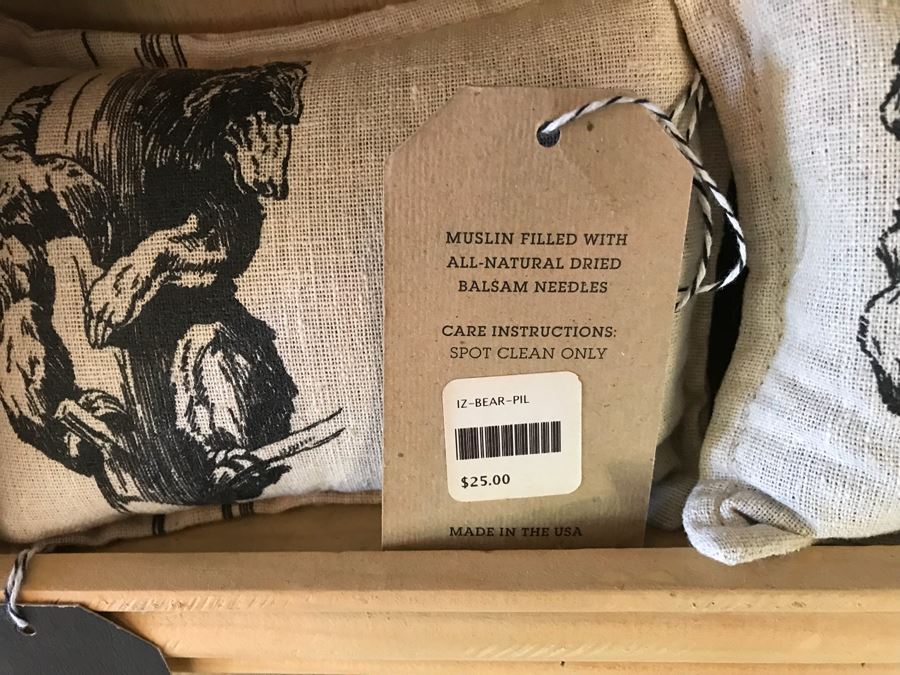 MUSLIN FILLED WITH
ALL-NATURAL DRIED
BALSAM NEEDLES
CARE INSTRUCTIONS:
SPOT CLEAN ONLY
IZ-BEAR-PIL
$25.00
MADE IN THE USA